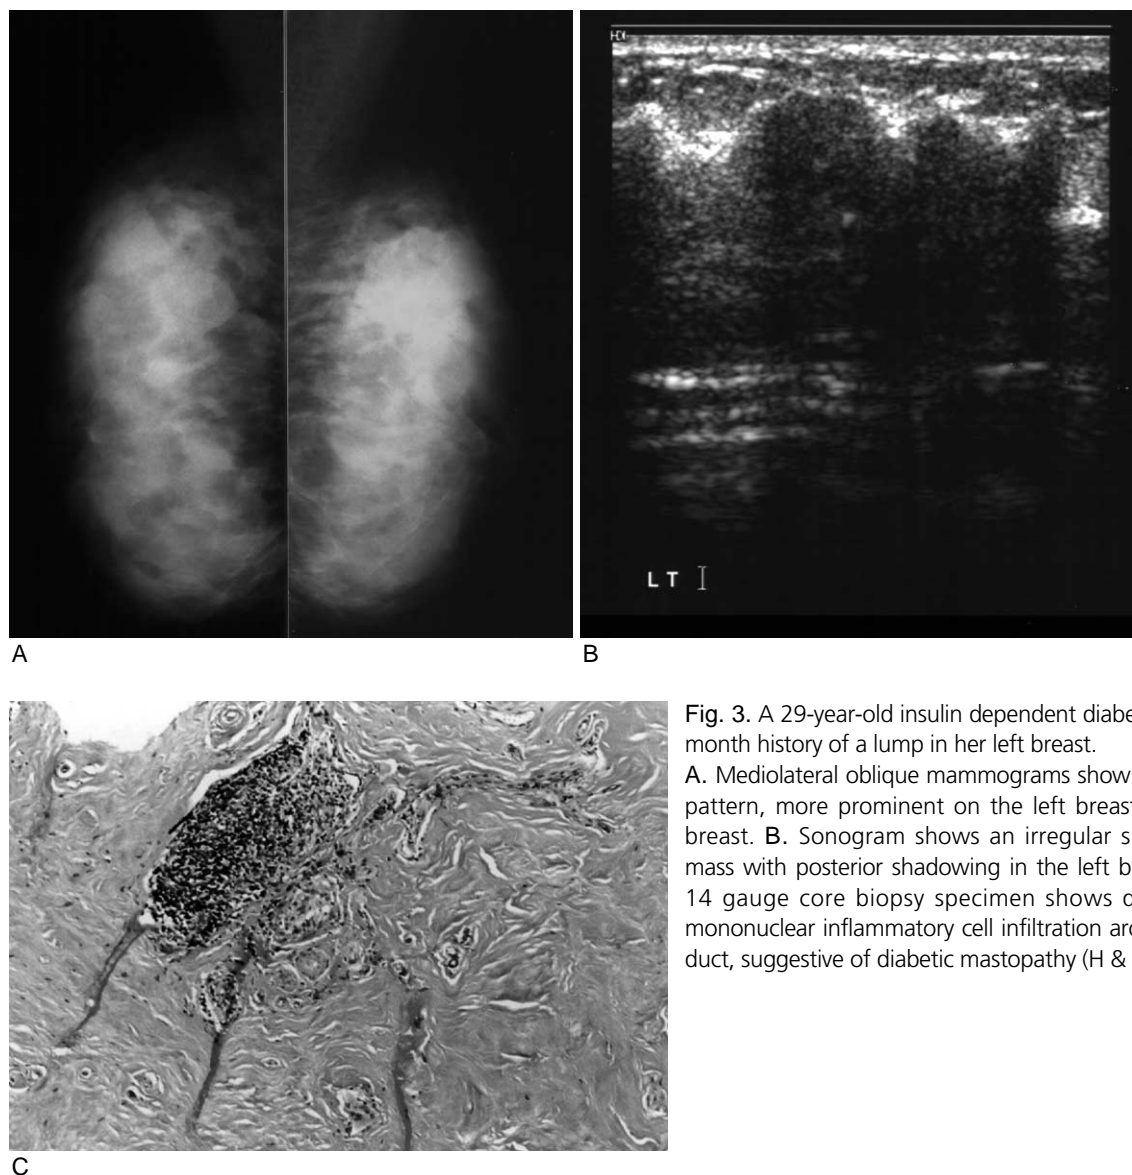 HDI
LT
A
B
Fig. 3. A 29-year-old insulin dependent diabe
month history of a lump in her left breast.
A. Mediolateral oblique mammograms show
pattern, more prominent on the left breast
breast. B. Sonogram shows an irregular s
mass with posterior shadowing in the left b
14 gauge core biopsy specimen shows d
mononuclear inflammatory cell infiltration aro
duct, suggestive of diabetic mastopathy (H &
C